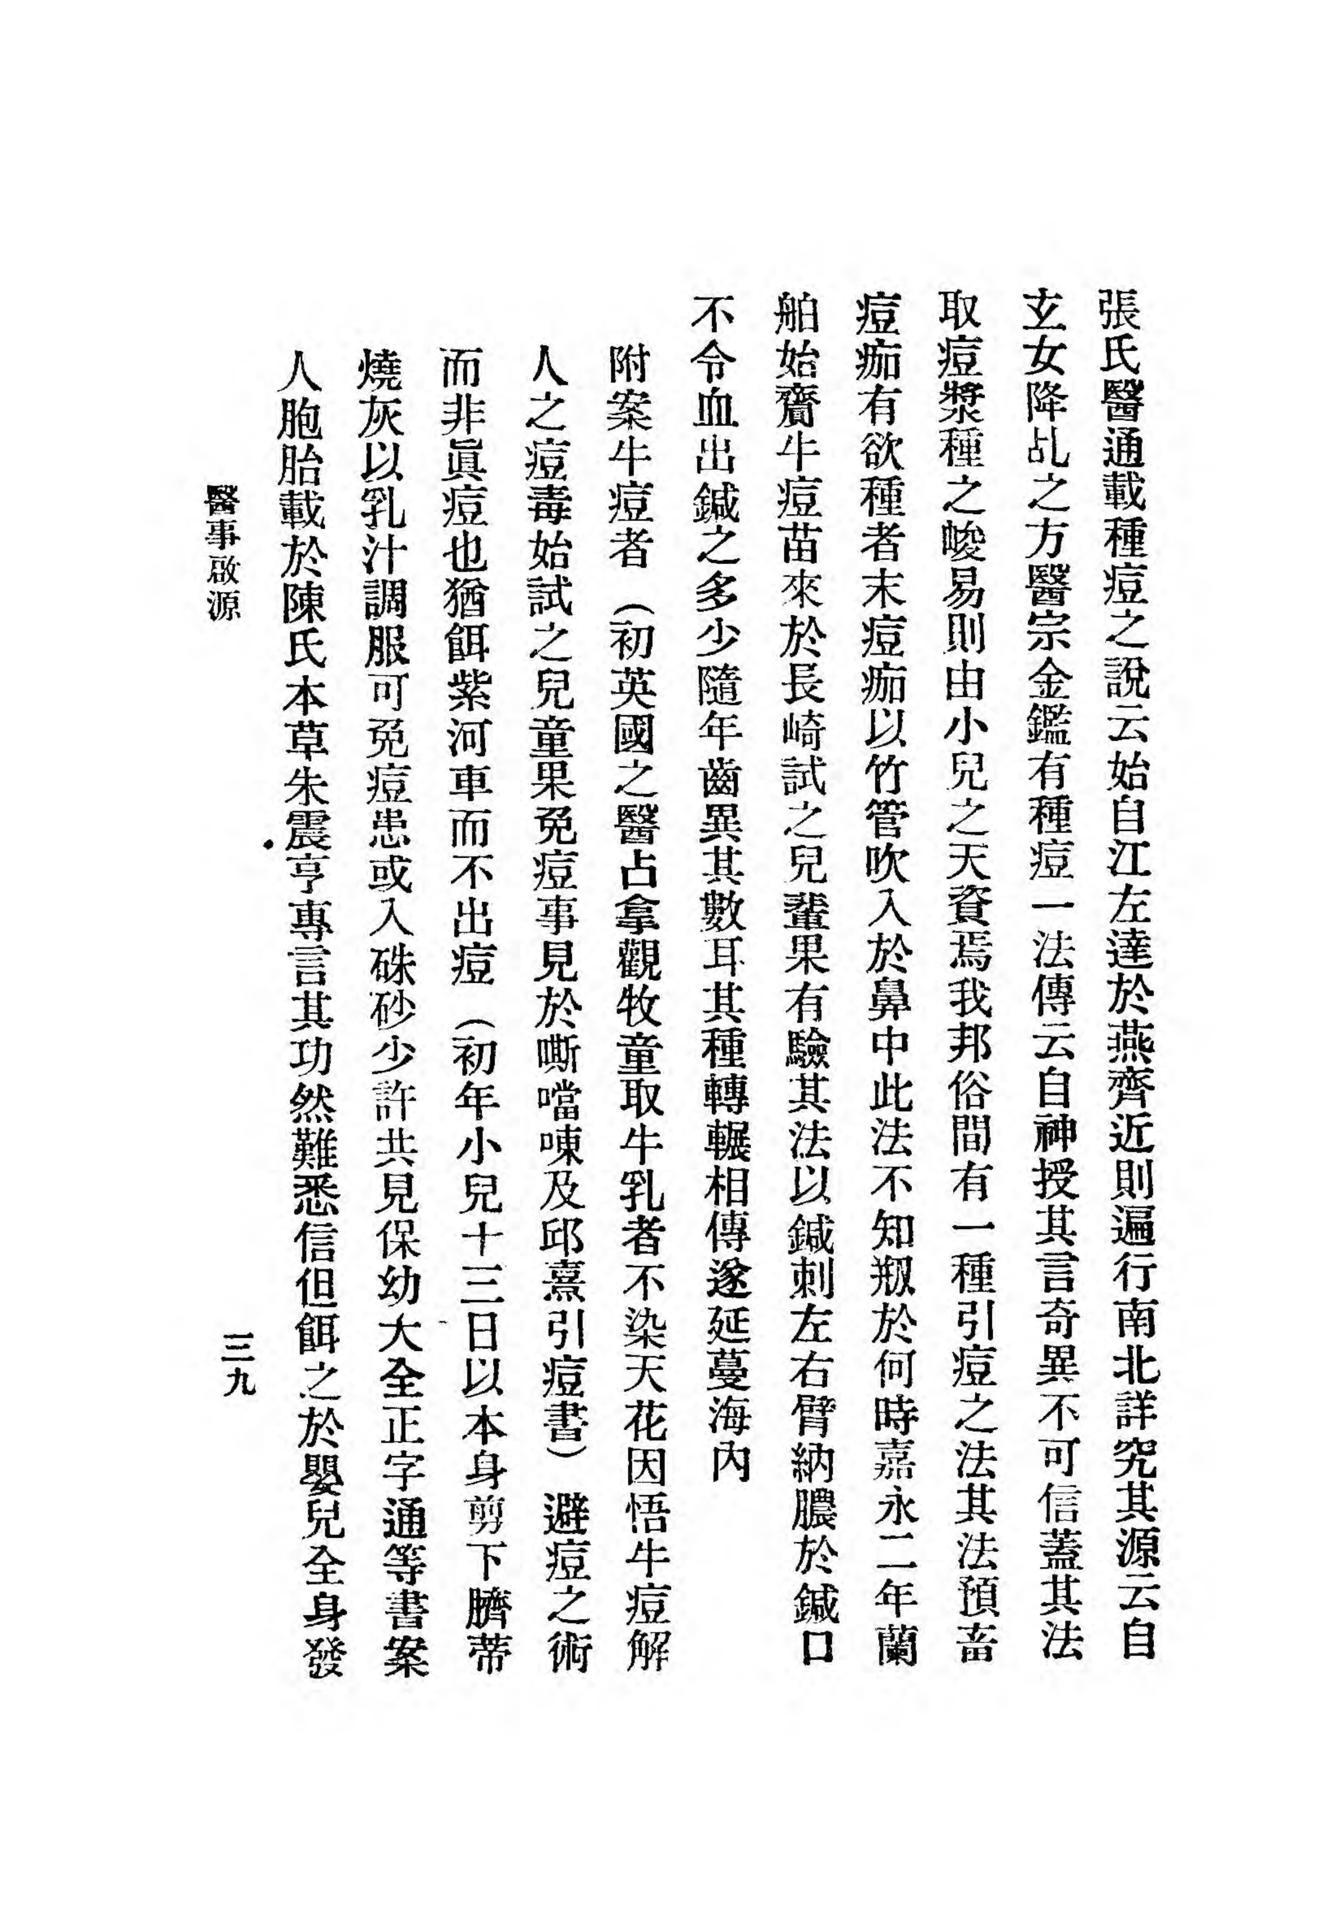 張氏醫通載種痘之說云始自江左達於燕齊近則遍行南北詳究其源云自
玄女降乩之方醫宗金鑑有種痘一法傳云自神授其言奇異不可信蓋其法
取痘漿種之峻易則由小兒之天資焉我邦俗間有一種引痘之法其法預畜
痘痂有欲種者末痘痂以竹管吹入於鼻中此法不知刱於何時嘉永二年蘭
舶始齎牛痘苗來於長崎試之兒輩果有驗其法以鍼刺左右臂納膿於鍼口
不令血出鍼之多少隨年齒異其數耳其種轉輾相傳遂延蔓海內
附案牛痘者（初英國之醫占拿觀牧童取牛乳者不染天花因悟牛痘解
人之痘毒始試之兒童果免痘事見於嘶噹㖦及邱熹引痘書）避痘之術
而非眞痘也猶餌紫河車而不出痘（初年小兒十三日以本身剪下臍蒂
燒灰以乳汁調服可免痘患或入硃砂少許共見保幼大全正字通等書案
人胞胎載於陳氏本草朱震亨專言其功然難悉信但餌之於嬰兒全身發
醫事啟源
三九